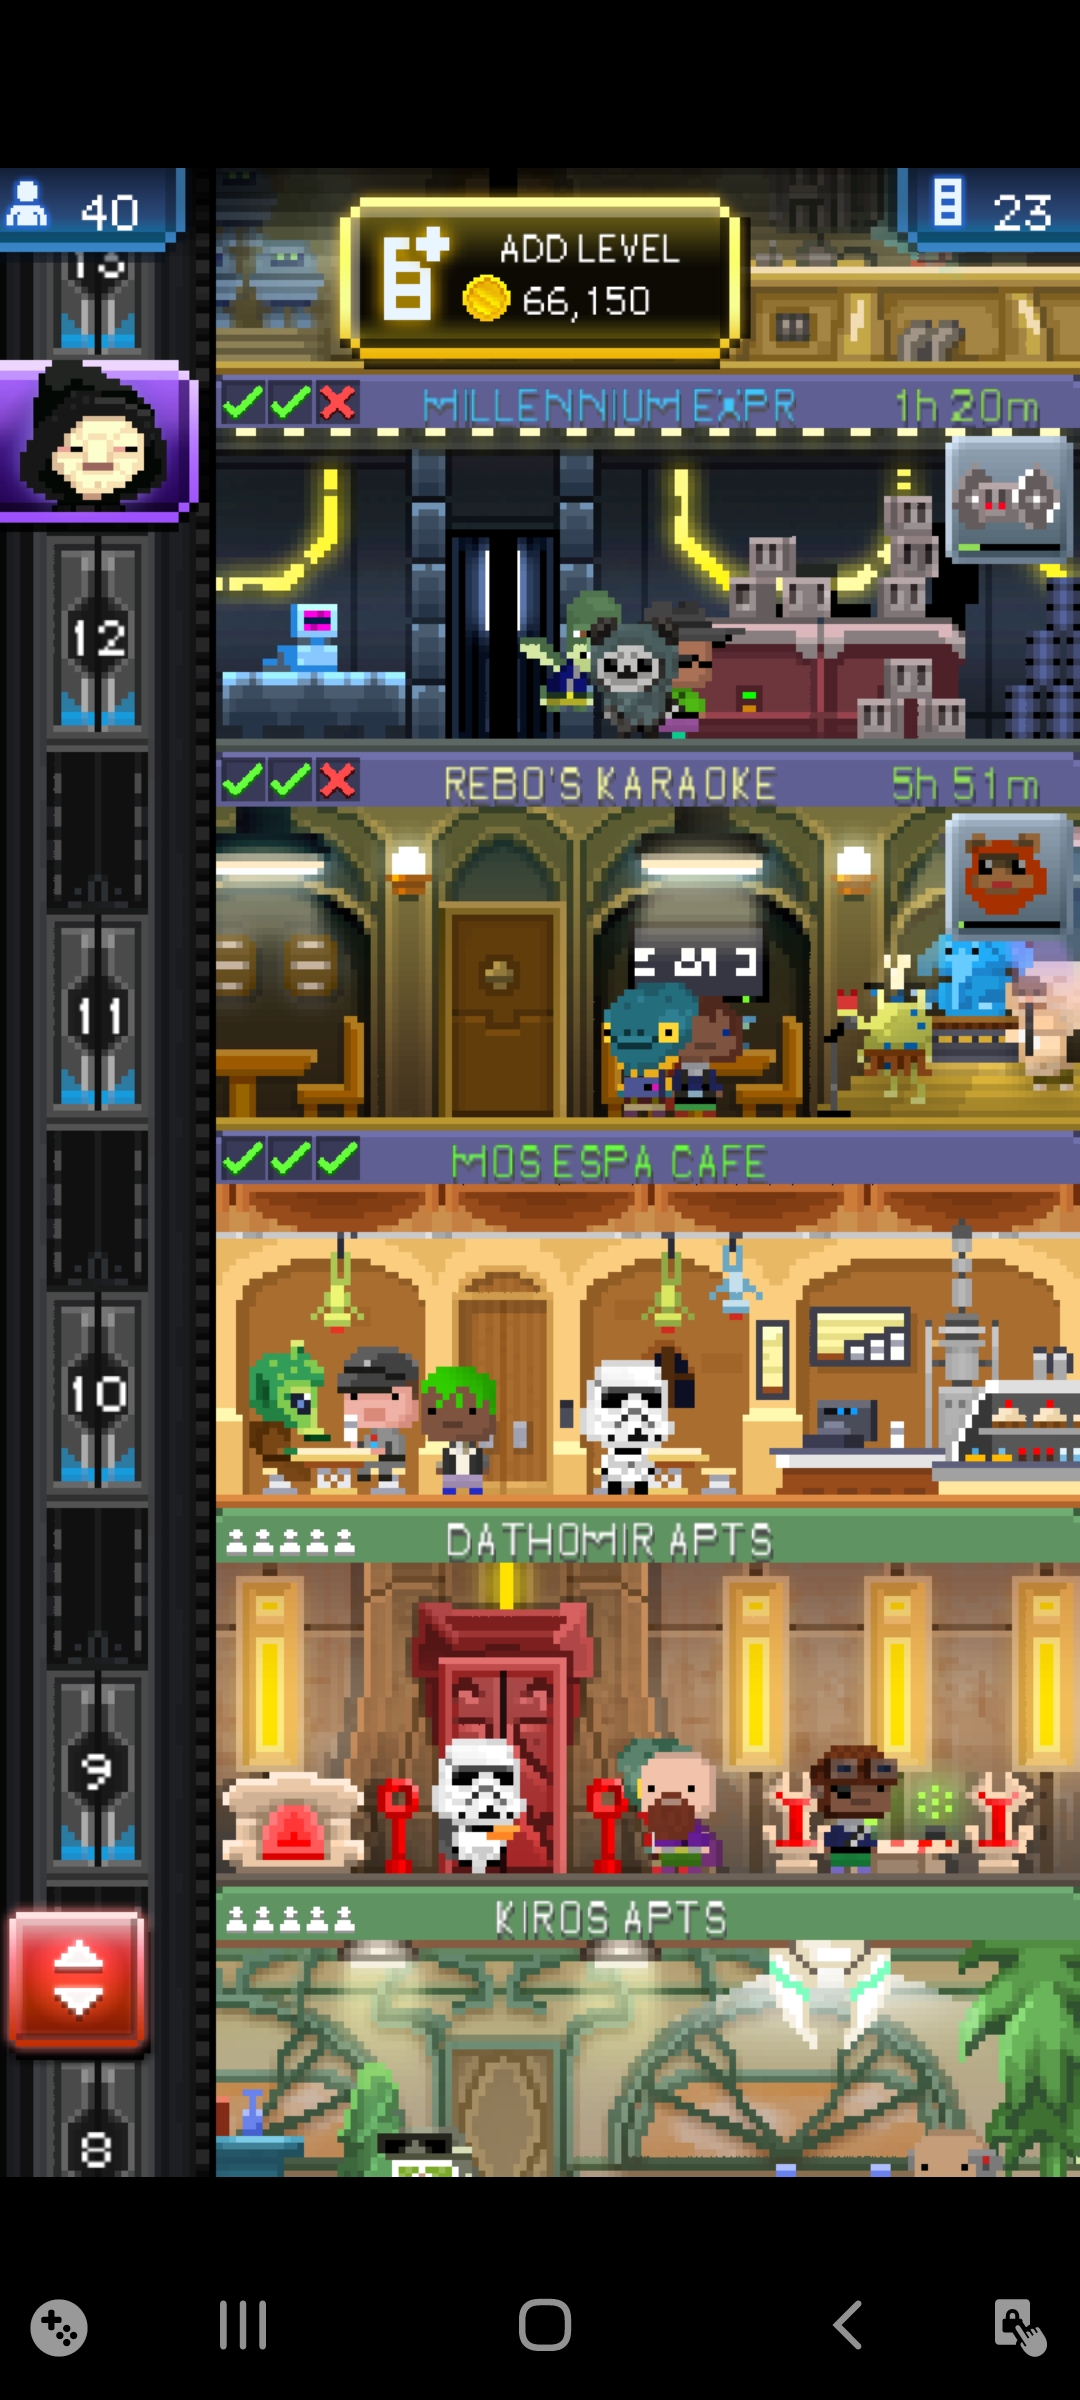 40
ADD LEVEL
66,150
23
13
MILLENNIUM EXPR 1h 20m
12
REBO'S KARAOKE 5h 51m
11
MOS ESPA CAFE
10
DATHOMIR APTS
9
KIROS APTS
8